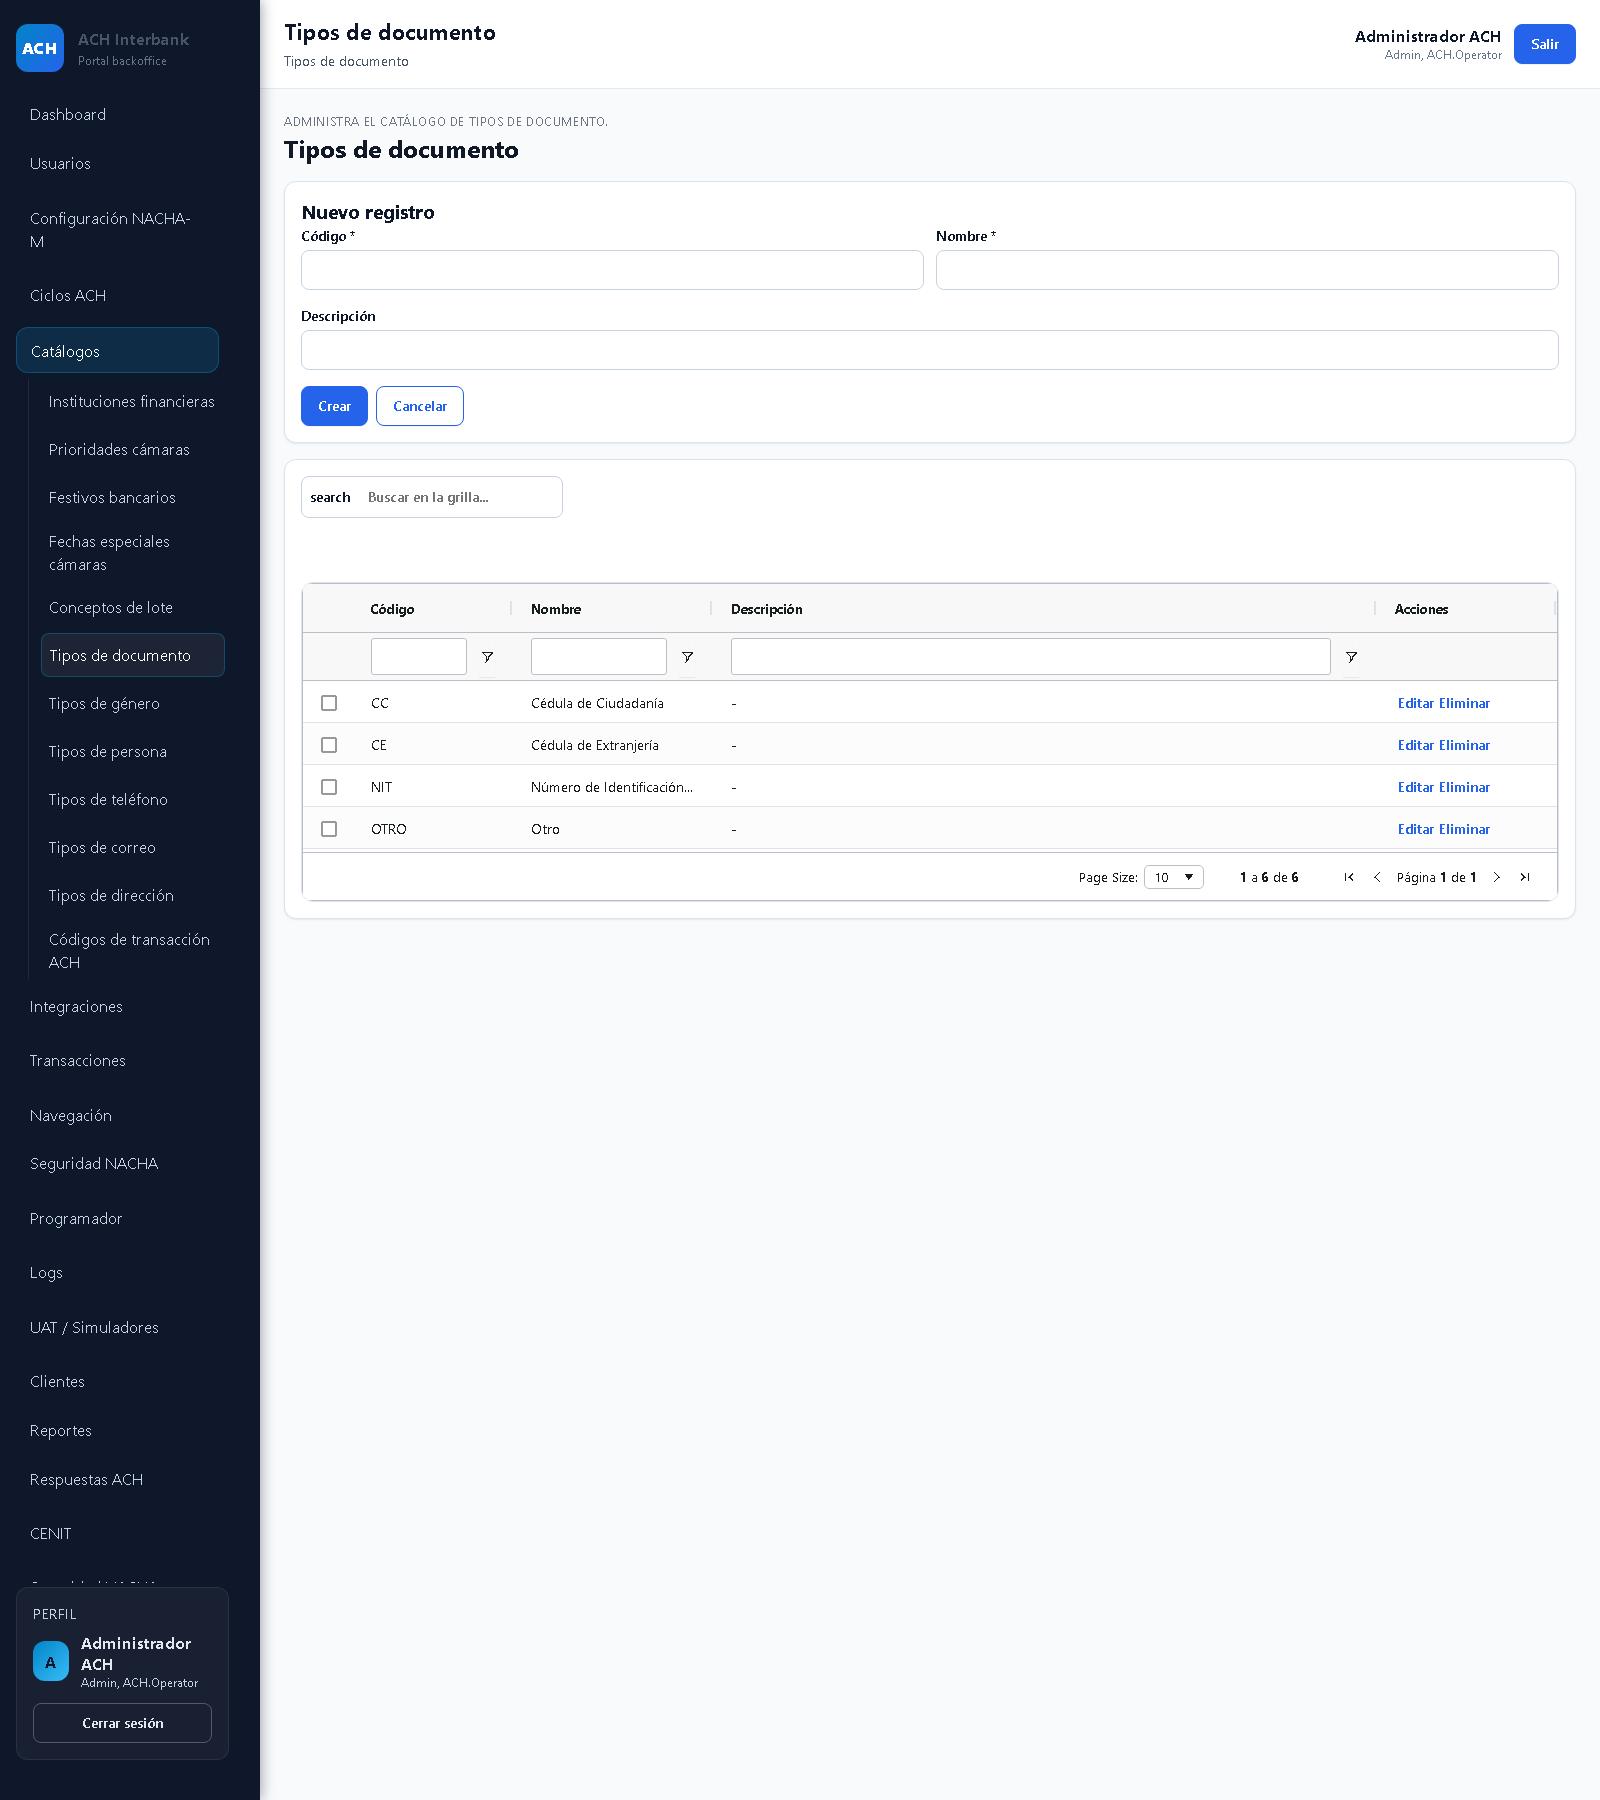 ACH
ACH Interbank
Portal backoffice
Dashboard
Usuarios
Configuración NACHA-
M
Ciclos ACH
Catálogos
Instituciones financieras
Prioridades cámaras
Festivos bancarios
Fechas especiales
cámaras
Conceptos de lote
Tipos de documento
Tipos de género
Tipos de persona
Tipos de teléfono
Tipos de correo
Tipos de dirección
Códigos de transacción
ACH
Integraciones
Transacciones
Navegación
Seguridad NACHA
Programador
Logs
UAT / Simuladores
Clientes
Reportes
Respuestas ACH
CENIT
PERFIL
A
Administrador
ACH
Admin, ACH.Operator
Cerrar sesión
Tipos de documento
Tipos de documento
Administrador ACH
Admin, ACH.Operator
Salir
ADMINISTRA EL CATÁLOGO DE TIPOS DE DOCUMENTO.
Tipos de documento
Nuevo registro
Código * Nombre *
Descripción
Crear Cancelar
search Buscar en la grilla...
Código Nombre Descripción Acciones
CC Cédula de Ciudadanía - Editar Eliminar
CE Cédula de Extranjería - Editar Eliminar
NIT Número de Identificación... - Editar Eliminar
OTRO Otro - Editar Eliminar
Page Size: 10 1 a 6 de 6 Página 1 de 1